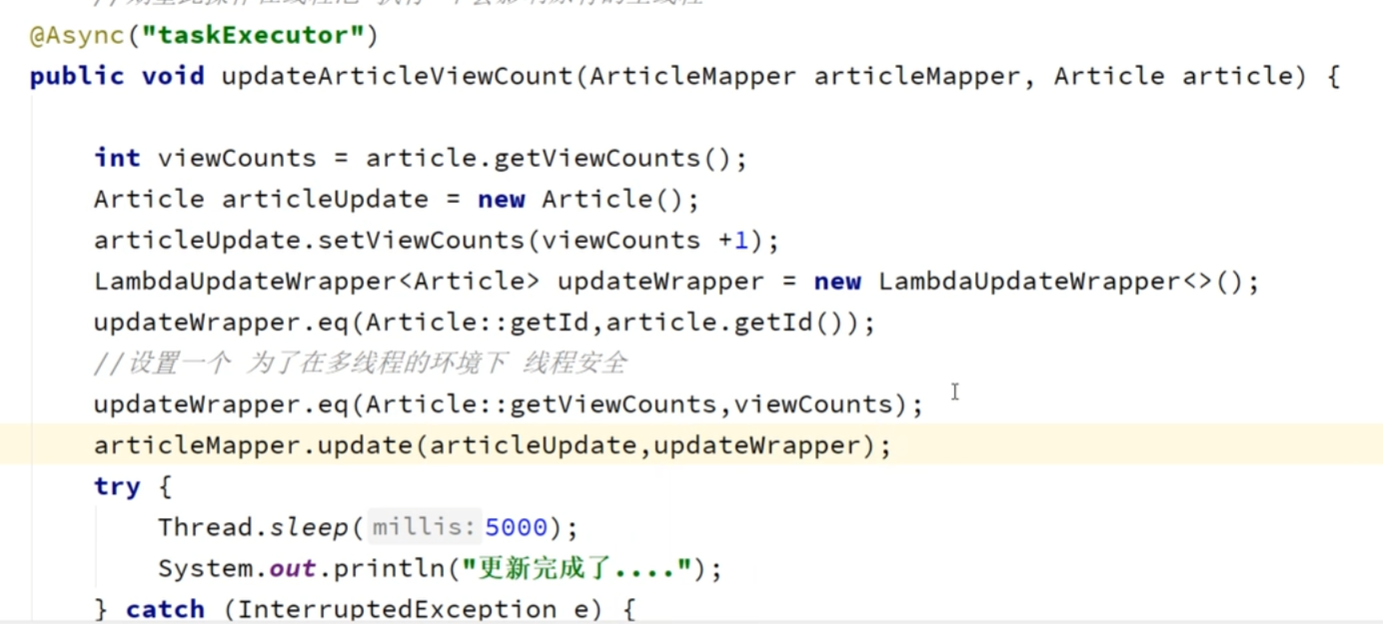 @Async("taskExecutor")
public void updateArticleViewCount(ArticleMapper articleMapper, Article article) {
int viewCounts = article.getViewCounts();
Article articleUpdate = new Article();
articleUpdate.setViewCounts(viewCounts +1);
LambdaUpdateWrapper<Article> updateWrapper = new LambdaUpdateWrapper<>();
updateWrapper.eq(Article::getId,article.getId());
//设置一个 为了在多线程的环境下 线程安全
updateWrapper.eq(Article::getViewCounts,viewCounts);
articleMapper.update(articleUpdate,updateWrapper);
try {
Thread.sleep( millis: 5000);
System.out.println("更新完成了....");
} catch (InterruptedException e) {